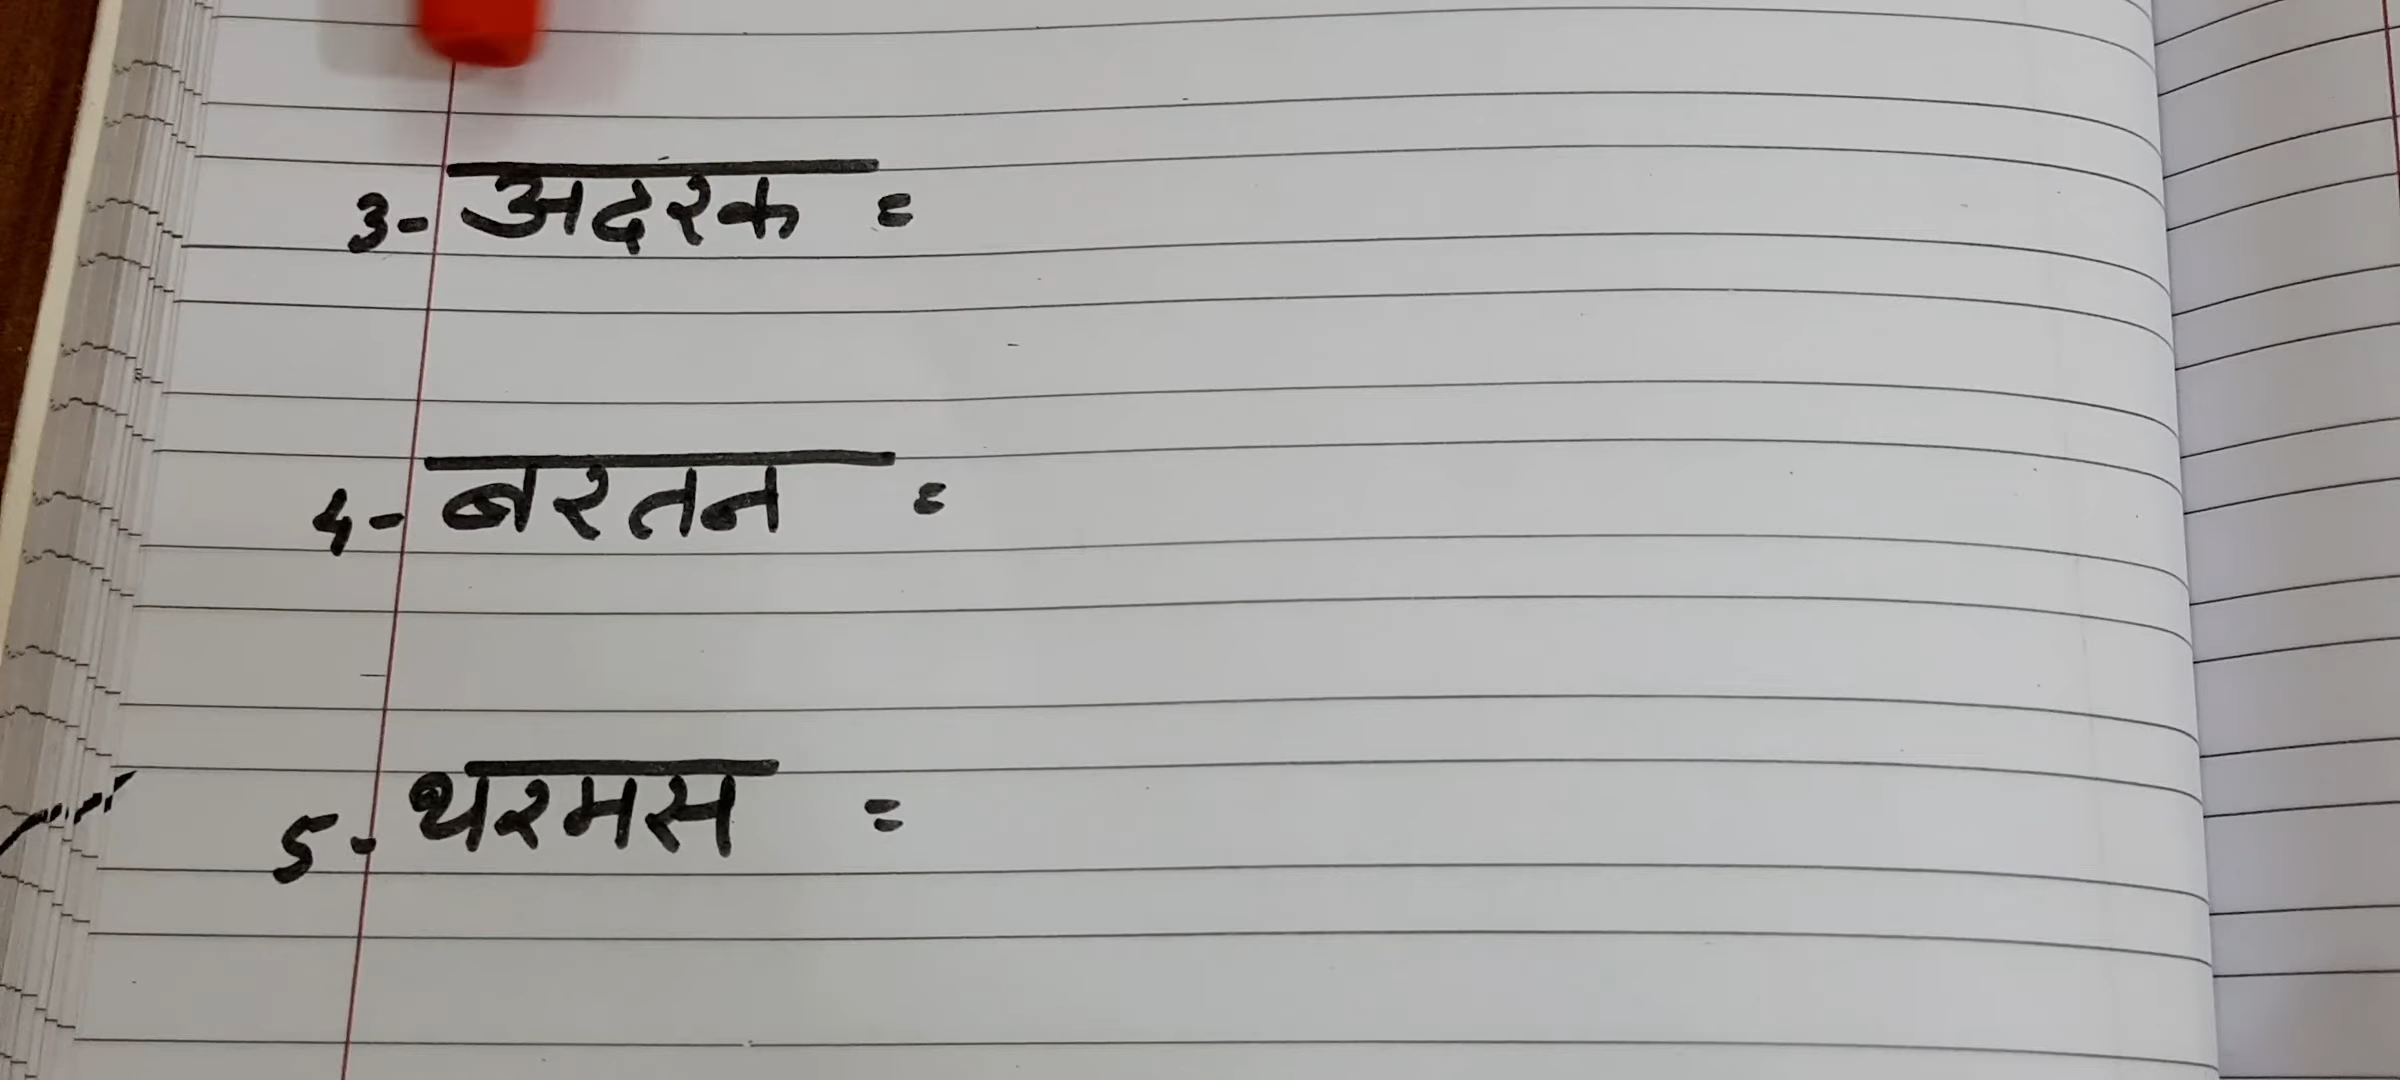 3- अदरक =
4- बरतन =
5- थरमस =